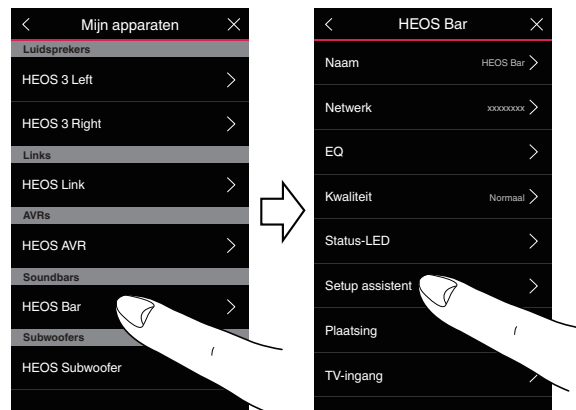 Mijn apparaten
Luidsprekers
HEOS 3 Left
HEOS 3 Right
Links
HEOS Link
AVRs
HEOS AVR
Soundbars
HEOS Bar
Subwoofers
HEOS Subwoofer
HEOS Bar
Naam HEOS Bar
Netwerk xxxxxxxx
EQ
Kwaliteit Normaal
Status-LED
Setup assistent
Plaatsing
TV-ingang